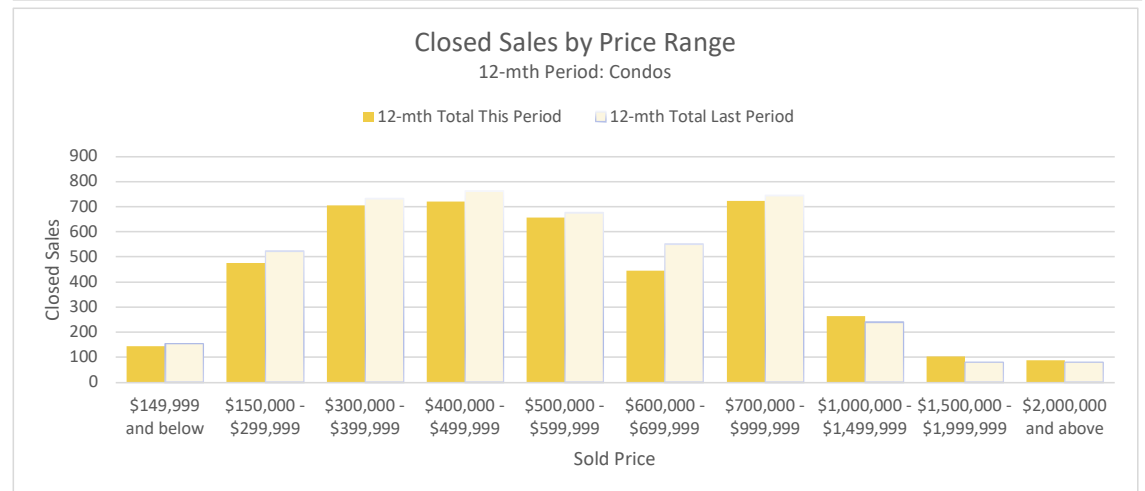 Closed Sales by Price Range
12-mth Period: Condos
12-mth Total This Period 12-mth Total Last Period
900
800
700
600
500
400
300
200
100
0
Closed Sales
$149,999 $150,000 - $300,000 - $400,000 - $500,000 - $600,000 - $700,000 - $1,000,000 - $1,500,000 - $2,000,000
and below $299,999 $399,999 $499,999 $599,999 $699,999 $999,999 $1,499,999 $1,999,999 and above
Sold Price